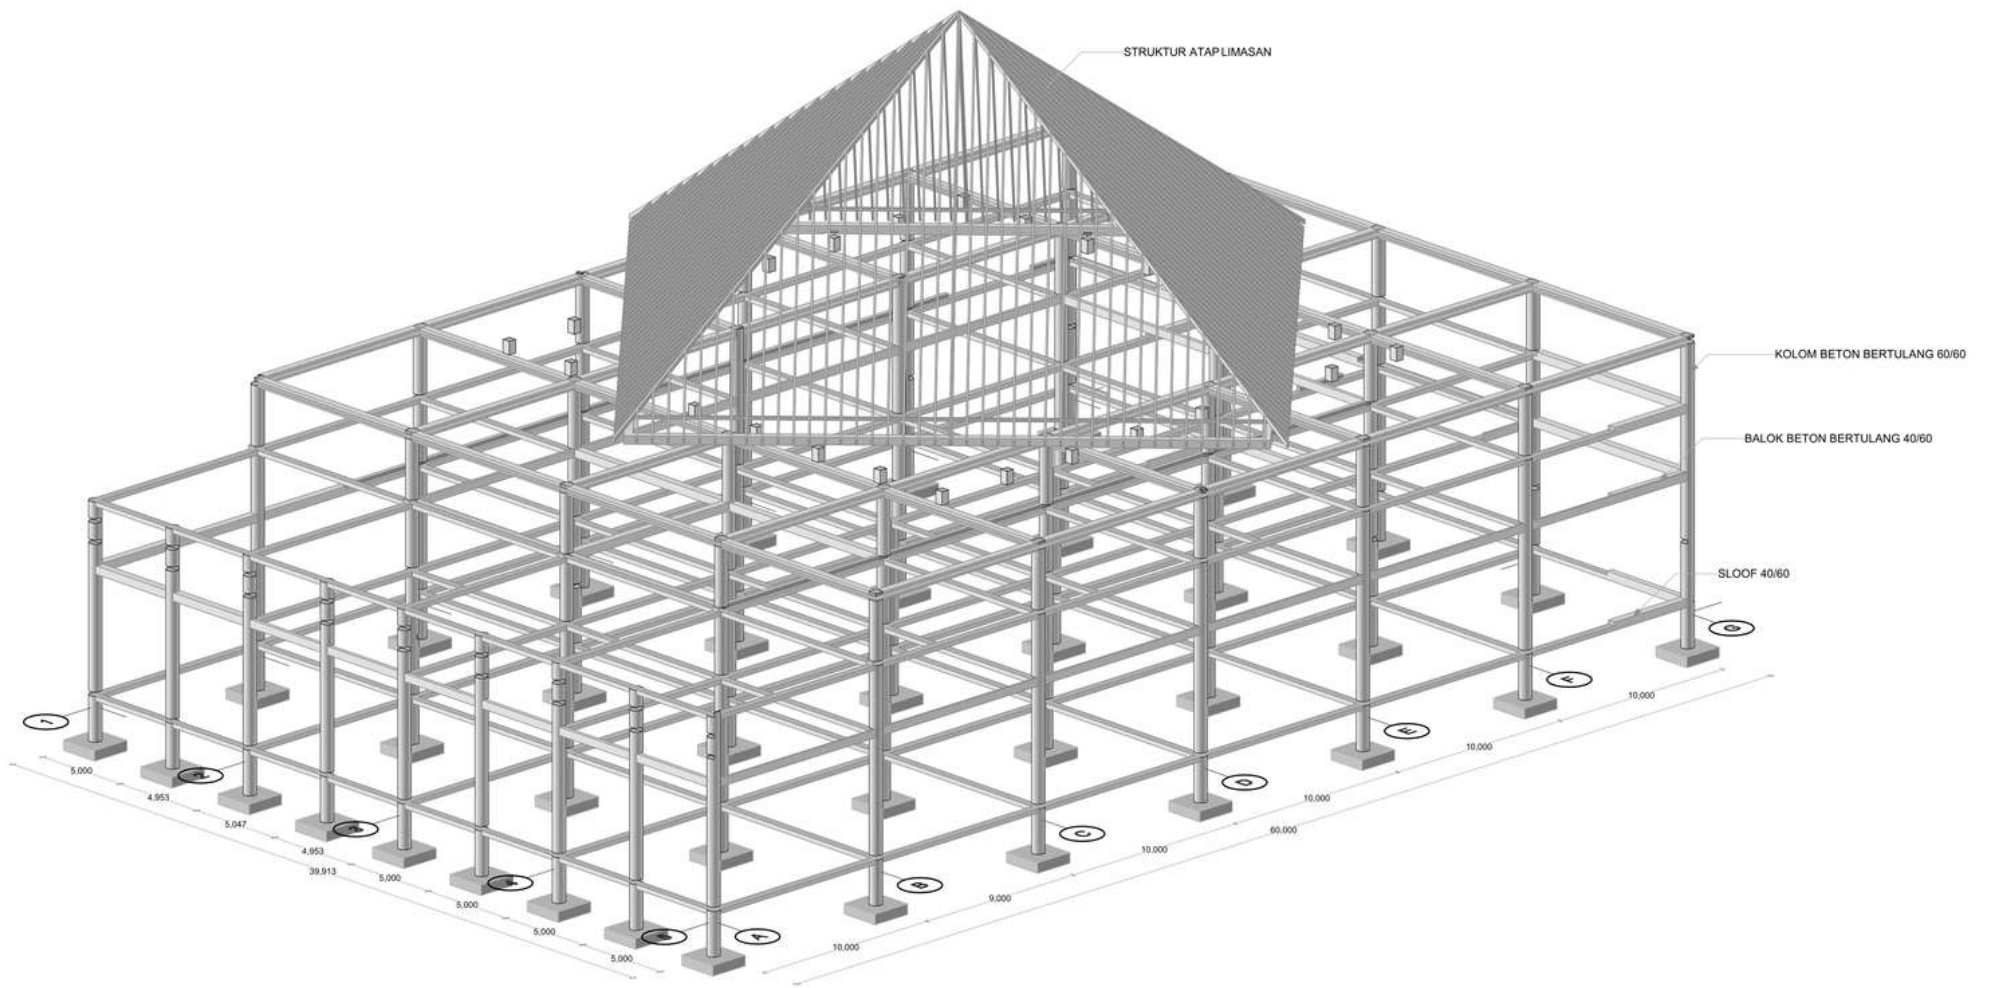 STRUKTUR ATAP LIMASAN
KOLOM BETON BERTULANG 60/60
BALOK BETON BERTULANG 40/60
SLOOF 40/60
G
F
E
D
C
B
A
1
2
3
4
5
10,000
10,000
10,000
60,000
10,000
9,000
10,000
5,000
4,953
5,047
4,953
39,913
5,000
5,000
5,000
5,000